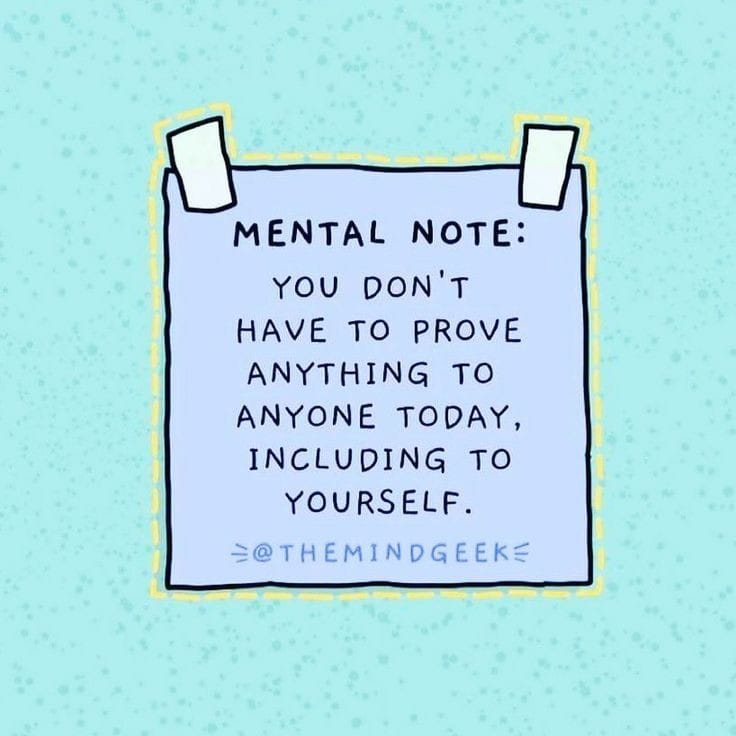 MENTAL NOTE:
YOU DON'T
HAVE TO PROVE
ANYTHING TO
ANYONE TODAY,
INCLUDING TO
YOURSELF.
@THEMINDGEEK